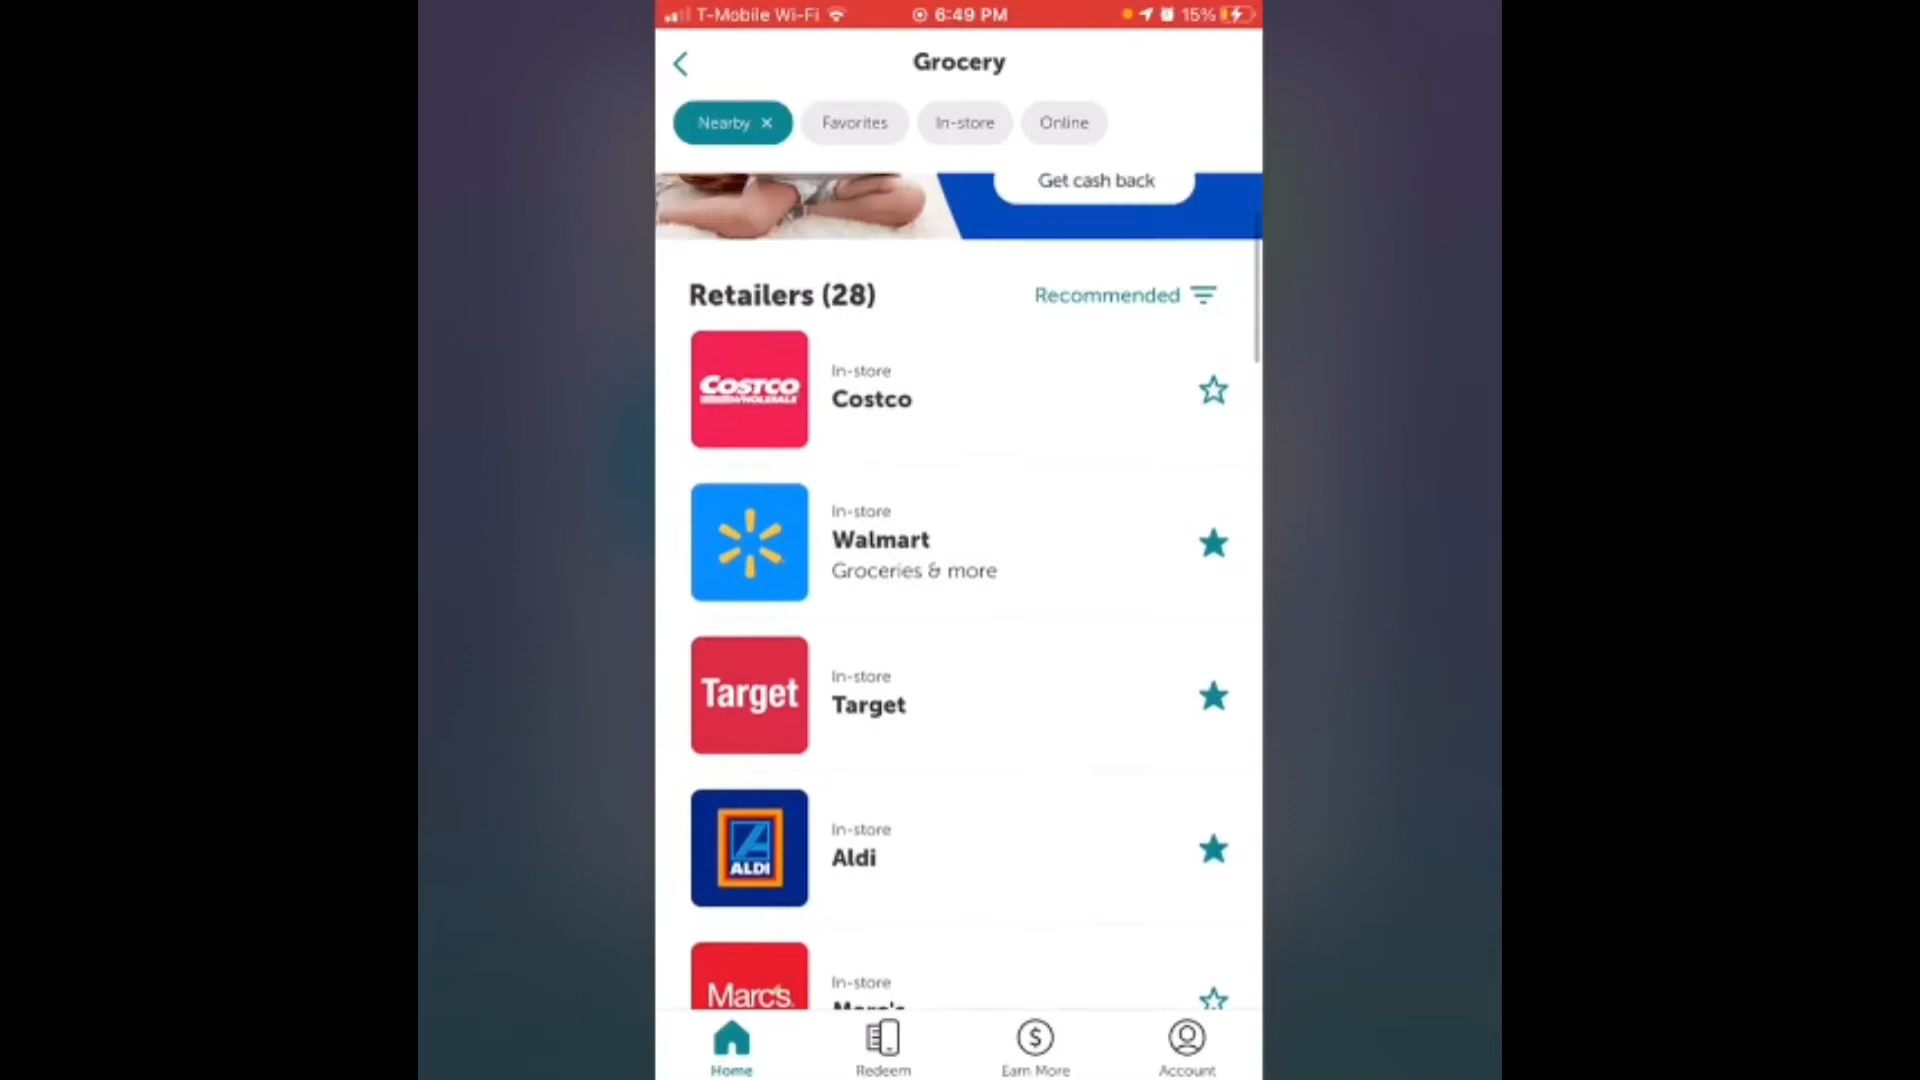 T-Mobile Wi-Fi 6:49 PM 15%
Grocery
Nearby × Favorites In-store Online
Get cash back
Retailers (28) Recommended
COSTCO
WHOLESALE
In-store
Costco
In-store
Walmart
Groceries & more
Target
In-store
Target
ALDI
In-store
Aldi
Marc's.
In-store
Marc's
Home Redeem Earn More Account